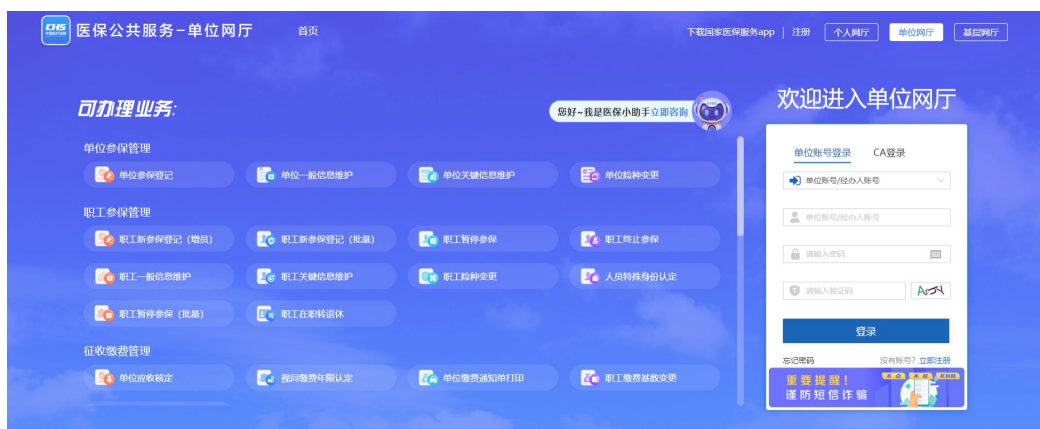 CHS
医保公共服务-单位网厅 首页 下载国家医保服务app | 注册 个人网厅 单位网厅 基层网厅
可办理业务:
您好~我是医保小助手立即咨询
欢迎进入单位网厅
单位参保管理
单位参保登记 单位一般信息维护 单位关键信息维护 单位险种变更
职工参保管理
职工新参保登记（增员） 职工新参保登记（批量） 职工暂停参保 职工终止参保
职工一般信息维护 职工关键信息维护 职工险种变更 人员特殊身份认定
职工暂停参保（批量） 职工在职转退休
征收缴费管理
单位应收核定 视同缴费年限认定 单位缴费通知单打印 职工缴费基数变更
单位账号登录 CA登录
单位账号/经办人账号
单位账号/经办人账号
请输入密码
请输入验证码
登录
忘记密码 没有账号？立即注册
重要提醒！
谨防短信诈骗